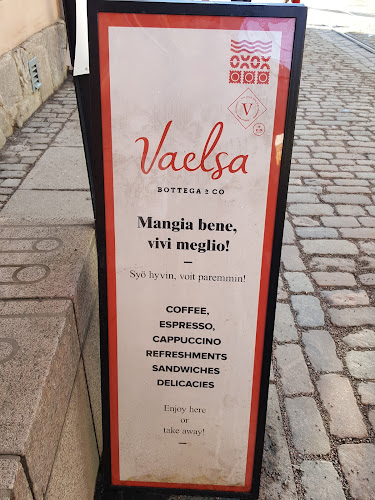 OXOX
V
Vaelsa
BOTTEGA & CO
Mangia bene,
vivi meglio!
Syö hyvin, voit paremmin!
COFFEE,
ESPRESSO,
CAPPUCCINO
REFRESHMENTS
SANDWICHES
DELICACIES
Enjoy here
or
take away!